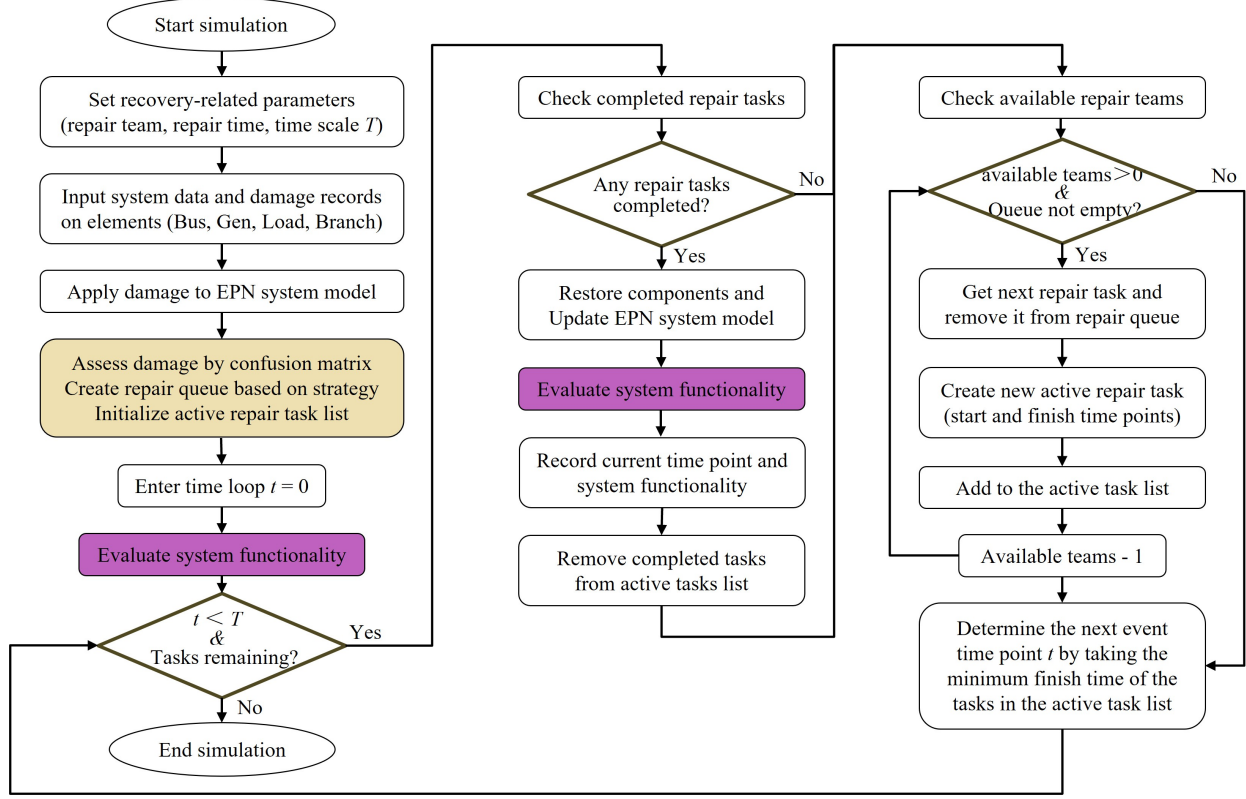 Start simulation
Set recovery-related parameters
(repair team, repair time, time scale T)
Input system data and damage records
on elements (Bus, Gen, Load, Branch)
Apply damage to EPN system model
Assess damage by confusion matrix
Create repair queue based on strategy
Initialize active repair task list
Enter time loop t = 0
Evaluate system functionality
t < T
&
Tasks remaining?
Yes
No
End simulation
Check completed repair tasks
Any repair tasks
completed?
No
Yes
Restore components and
Update EPN system model
Evaluate system functionality
Record current time point and
system functionality
Remove completed tasks
from active tasks list
Check available repair teams
available teams>0
&
Queue not empty?
No
Yes
Get next repair task and
remove it from repair queue
Create new active repair task
(start and finish time points)
Add to the active task list
Available teams - 1
Determine the next event
time point t by taking the
minimum finish time of the
tasks in the active task list